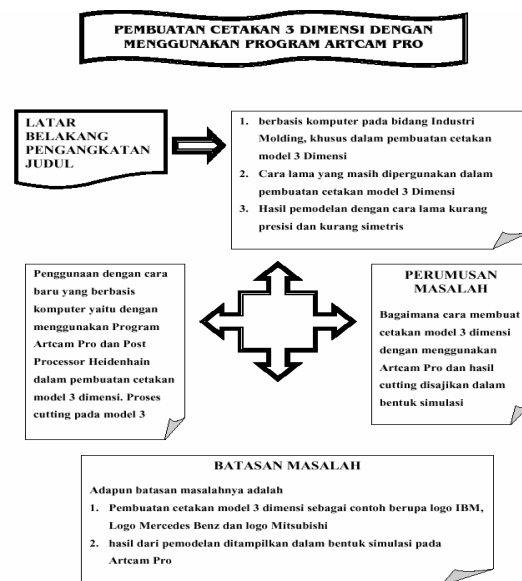 PEMBUATAN CETAKAN 3 DIMENSI DENGAN
MENGGUNAKAN PROGRAM ARTCAM PRO
LATAR
BELAKANG
PENGANGKATAN
JUDUL
1. berbasis komputer pada bidang Industri
Molding, khusus dalam pembuatan cetakan
model 3 Dimensi
2. Cara lama yang masih dipergunakan dalam
pembuatan cetakan model 3 Dimensi
3. Hasil pemodelan dengan cara lama kurang
presisi dan kurang simetris
Penggunaan dengan cara
baru yang berbasis
komputer yaitu dengan
menggunakan Program
Artcam Pro dan Post
Processor Heidenhain
dalam pembuatan cetakan
model 3 dimensi. Proses
cutting pada model 3
PERUMUSAN
MASALAH
Bagaimana cara membuat
cetakan model 3 dimensi
dengan menggunakan
Artcam Pro dan hasil
cutting disajikan dalam
bentuk simulasi
BATASAN MASALAH
Adapun batasan masalahnya adalah
1. Pembuatan cetakan model 3 dimensi sebagai contoh berupa logo IBM,
Logo Mercedes Benz dan logo Mitsubishi
2. hasil dari pemodelan ditampilkan dalam bentuk simulasi pada
Artcam Pro